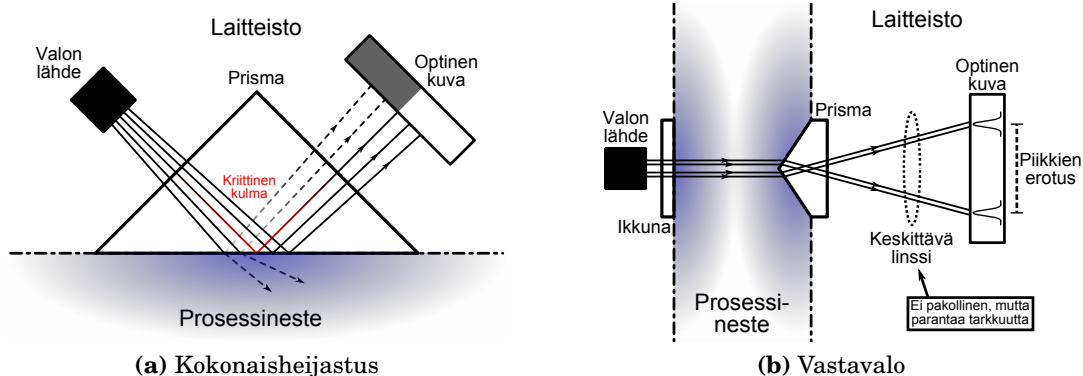 Laitteisto
Valon
lähde
Prisma
Optinen
kuva
Kriittinen
kulma
Prosessineste
(a) Kokonaisheijastus
Laitteisto
Valon
lähde
Prisma
Optinen
kuva
Piikkien
erotus
Ikkuna
Keskittävä
linssi
Prosessi-
neste
Ei pakollinen, mutta
parantaa tarkkuutta
(b) Vastavalo